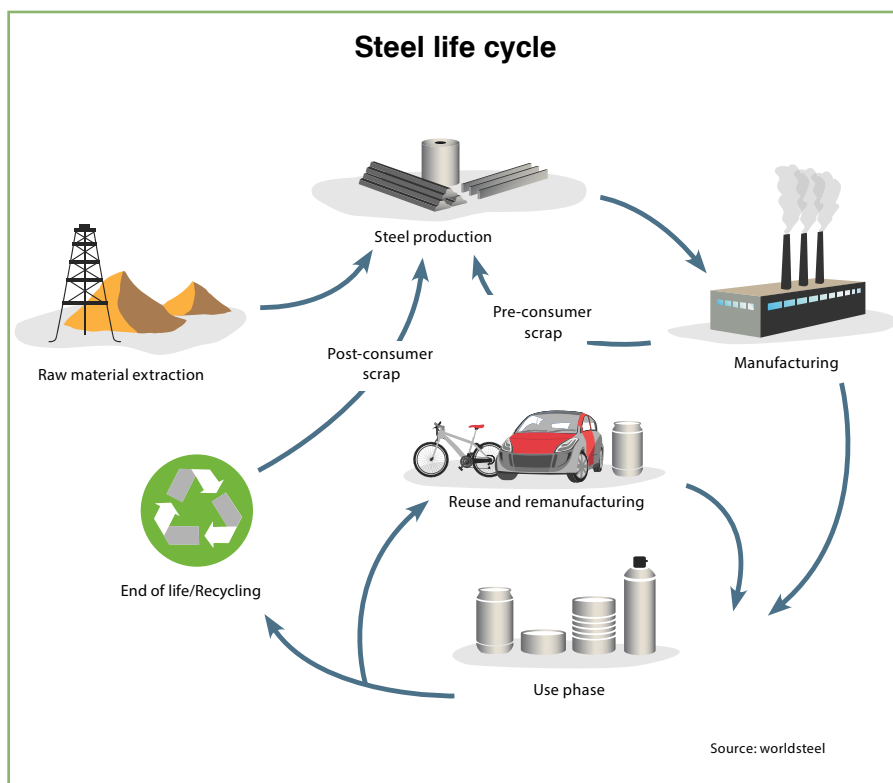 Steel life cycle
Steel production
Raw material extraction
Pre-consumer
scrap
Post-consumer
scrap
Manufacturing
Reuse and remanufacturing
End of life/Recycling
Use phase
Source: worldsteel